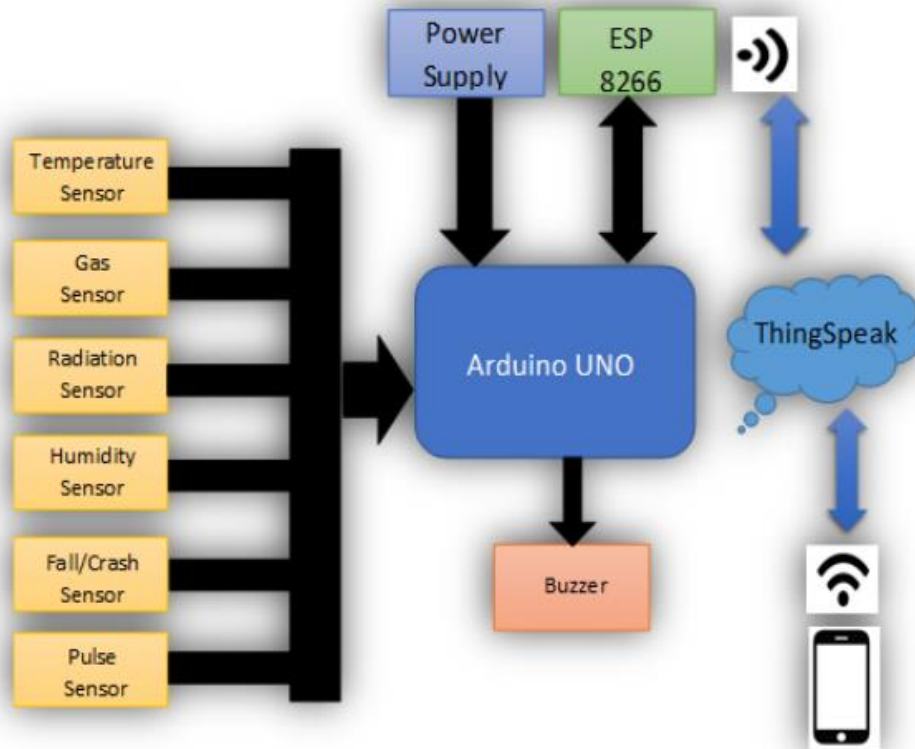 Power
Supply
ESP
8266
Temperature
Sensor
Gas
Sensor
Radiation
Sensor
Humidity
Sensor
Fall/Crash
Sensor
Pulse
Sensor
Arduino UNO
ThingSpeak
Buzzer